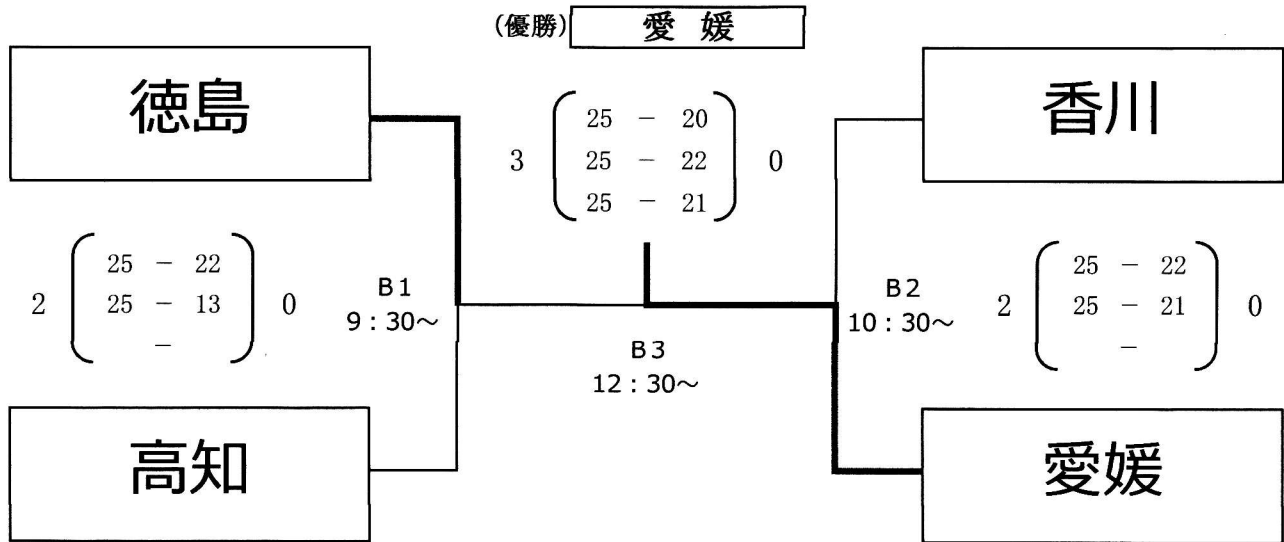 (優勝) 愛 媛
徳島
香川
3 25 － 20 0
25 － 22
25 － 21
2 25 － 22 0
25 － 13
－
B1
9：30～
B2
10：30～
2 25 － 22 0
25 － 21
－
B3
12：30～
高知
愛媛